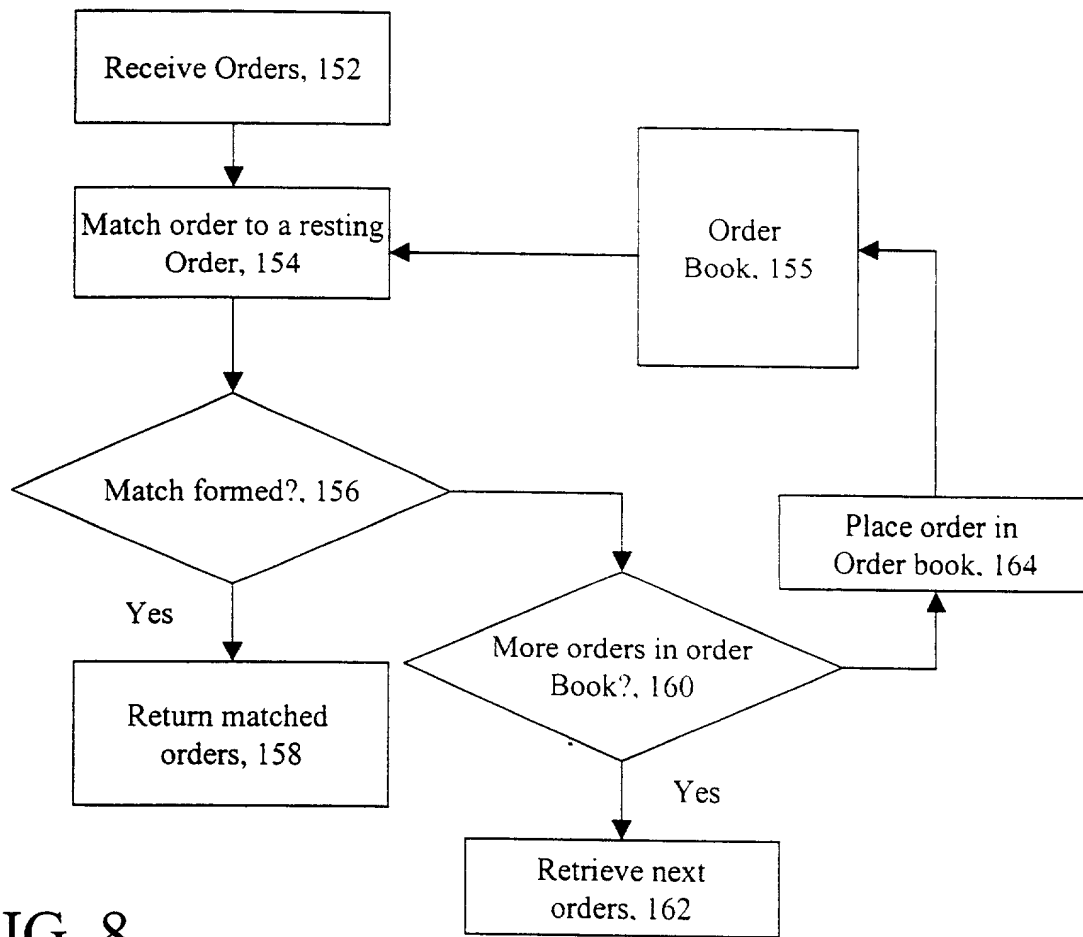 Receive Orders, 152
Match order to a resting
Order, 154
Order
Book, 155
Match formed?, 156
Place order in
Order book, 164
Yes
More orders in order
Book?, 160
Return matched
orders, 158
Yes
Retrieve next
orders, 162
IG. 8